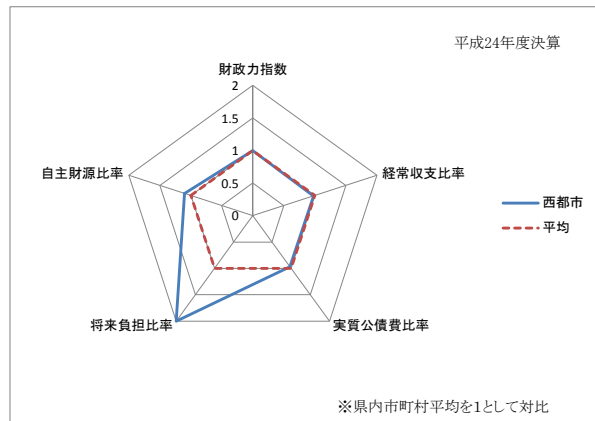 平成24年度決算
財政力指数
2
1.5
1
0.5
0
自主財源比率
経常収支比率
西都市
平均
将来負担比率
実質公債費比率
※県内市町村平均を1として対比